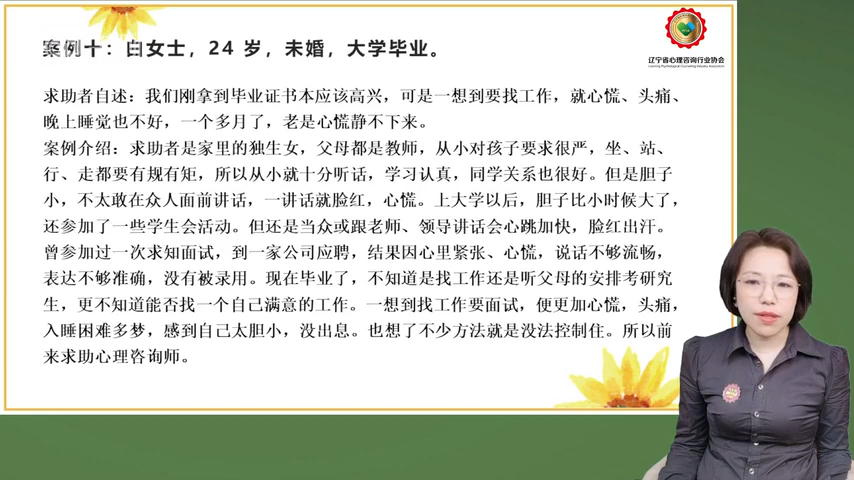 案例十：白女士，24 岁，未婚，大学毕业。
辽宁省心理咨询行业协会
求助者自述：我们刚拿到毕业证书本应该高兴，可是一想到要找工作，就心慌、头痛、
晚上睡觉也不好，一个多月了，老是心慌静不下来。
案例介绍：求助者是家里的独生女，父母都是教师，从小对孩子要求很严，坐、站、
行、走都要有规有矩，所以从小就十分听话，学习认真，同学关系也很好。但是胆子
小，不太敢在众人面前讲话，一讲话就脸红，心慌。上大学以后，胆子比小时候大了，
还参加了一些学生会活动。但还是当众或跟老师、领导讲话会心跳加快，脸红出汗。
曾参加过一次求知面试，到一家公司应聘，结果因心里紧张、心慌，说话不够流畅，
表达不够准确，没有被录用。现在毕业了，不知道是找工作还是听父母的安排考研究
生，更不知道能否找一个自己满意的工作。一想到找工作要面试，便更加心慌，头痛，
入睡困难多梦，感到自己太胆小，没出息。也想了不少方法就是没法控制住。所以前
来求助心理咨询师。